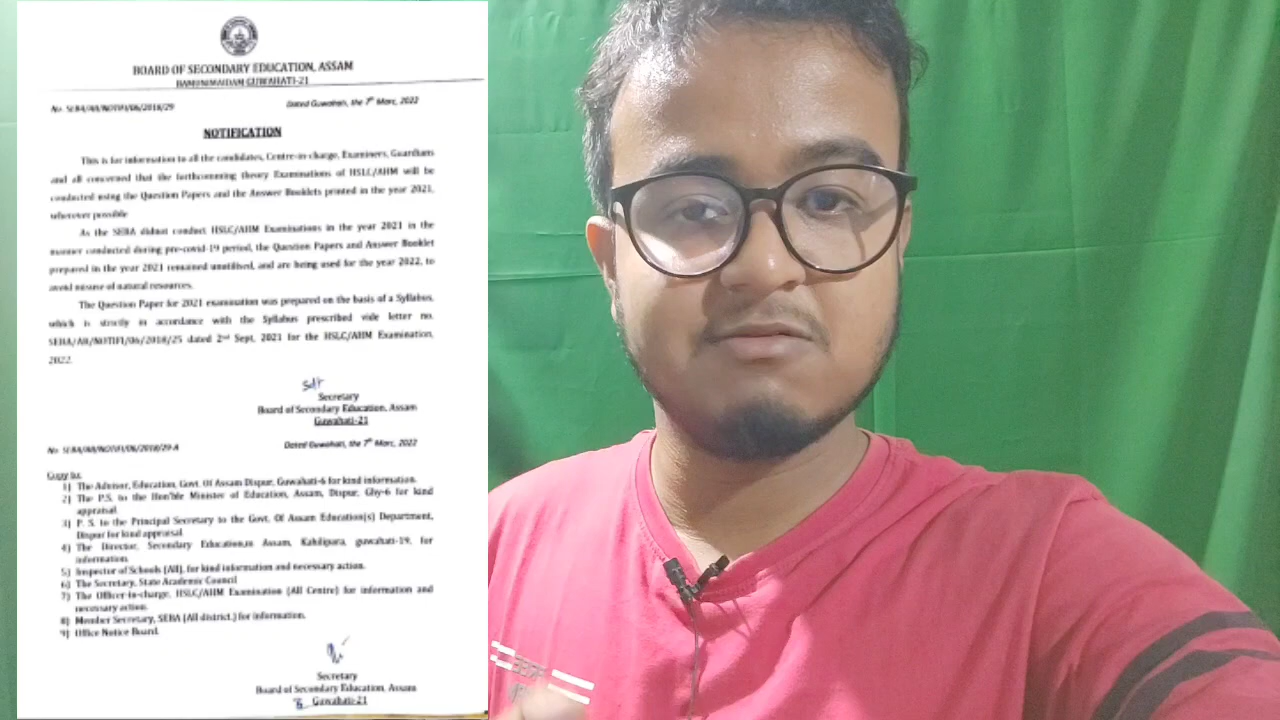 BOARD OF SECONDARY EDUCATION, ASSAM
BAMUNIMAIDAM GUWAHATI-21
No. SEBA/AB/NOTIFI/06/2018/29 Dated Guwahati, the 7th Marc, 2022
NOTIFICATION
This is for information to all the candidates, Centre-in-charge, Examiners, Guardians
and all concerned that the forthcomming theory Examinations of HSLC/AHM will be
conducted using the Question Papers and the Answer Booklets printed in the year 2021,
wherever possible
As the SEBA didnot conduct HSLC/AHM Examinations in the year 2021 in the
manner conducted during pre-covid-19 period, the Question Papers and Answer Booklet
prepared in the year 2021 remained unutilised, and are being used for the year 2022, to
avoid misuse of natural resources.
The Question Paper for 2021 examination was prepared on the basis of a Syllabus,
which is strictly in accordance with the Syllabus prescribed vide letter no.
SEBA/AB/NOTIFI/06/2018/25 dated 2nd Sept, 2021 for the HSLC/AHM Examination,
2022.
Sd/-
Secretary
Board of Secondary Education, Assam
Guwahati-21
No. SEBA/AB/NOTIFI/06/2018/29-A Dated Guwahati, the 7th Marc, 2022
Copy to:
1) The Advisor, Education, Govt. Of Assam Dispur, Guwahati-6 for kind information.
2) The P.S. to the Hon'ble Minister of Education, Assam, Dispur, Ghy-6 for kind
appraisal.
3) P. S. to the Principal Secretary to the Govt. Of Assam Education(s) Department,
Dispur for kind appraisal.
4) The Director, Secondary Education, Assam, Kahilipara, guwahati-19, for
information.
5) Inspector of Schools (All), for kind information and necessary action.
6) The Secretary, State Academic Council
7) The Officer-in-charge, HSLC/AHM Examination (All Centre) for information and
necessary action.
8) Member Secretary, SEBA (All district.) for information.
9) Office Notice Board.
Secretary
Board of Secondary Education, Assam
Guwahati-21